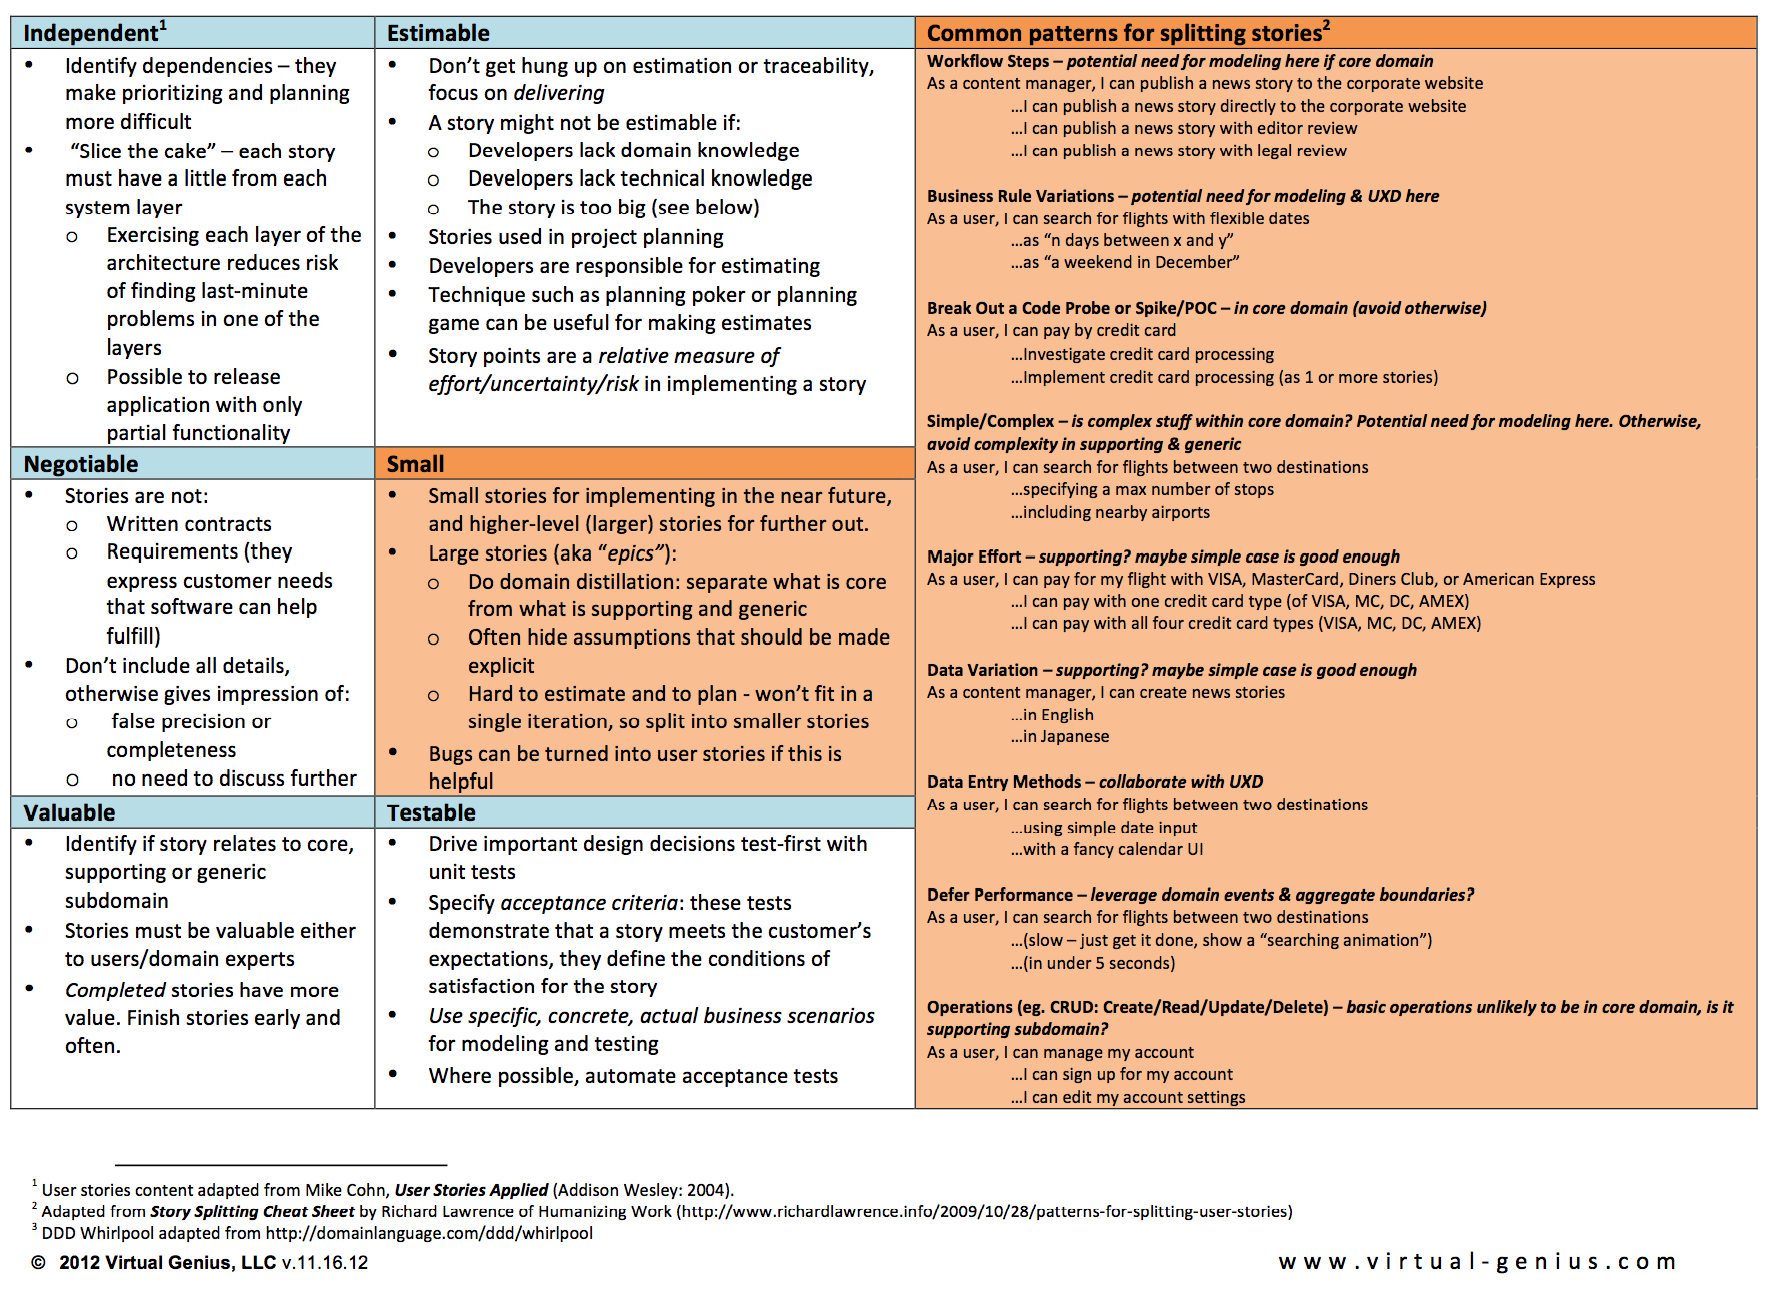 Independent1
• Identify dependencies – they
make prioritizing and planning
more difficult
• “Slice the cake” – each story
must have a little from each
system layer
o Exercising each layer of the
architecture reduces risk
of finding last-minute
problems in one of the
layers
o Possible to release
application with only
partial functionality
Negotiable
• Stories are not:
o Written contracts
o Requirements (they
express customer needs
that software can help
fulfill)
• Don’t include all details,
otherwise gives impression of:
o false precision or
completeness
o no need to discuss further
Valuable
• Identify if story relates to core,
supporting or generic
subdomain
• Stories must be valuable either
to users/domain experts
• Completed stories have more
value. Finish stories early and
often.
Estimable
• Don’t get hung up on estimation or traceability,
focus on delivering
• A story might not be estimable if:
o Developers lack domain knowledge
o Developers lack technical knowledge
o The story is too big (see below)
• Stories used in project planning
• Developers are responsible for estimating
• Technique such as planning poker or planning
game can be useful for making estimates
• Story points are a relative measure of
effort/uncertainty/risk in implementing a story
Small
• Small stories for implementing in the near future,
and higher-level (larger) stories for further out.
• Large stories (aka “epics”):
o Do domain distillation: separate what is core
from what is supporting and generic
o Often hide assumptions that should be made
explicit
o Hard to estimate and to plan - won’t fit in a
single iteration, so split into smaller stories
• Bugs can be turned into user stories if this is
helpful
Testable
• Drive important design decisions test-first with
unit tests
• Specify acceptance criteria: these tests
demonstrate that a story meets the customer’s
expectations, they define the conditions of
satisfaction for the story
• Use specific, concrete, actual business scenarios
for modeling and testing
• Where possible, automate acceptance tests
Common patterns for splitting stories2
Workflow Steps – potential need for modeling here if core domain
As a content manager, I can publish a news story to the corporate website
...I can publish a news story directly to the corporate website
...I can publish a news story with editor review
...I can publish a news story with legal review
Business Rule Variations – potential need for modeling & UXD here
As a user, I can search for flights with flexible dates
...as “n days between x and y”
...as “a weekend in December”
Break Out a Code Probe or Spike/POC – in core domain (avoid otherwise)
As a user, I can pay by credit card
...Investigate credit card processing
...Implement credit card processing (as 1 or more stories)
Simple/Complex – is complex stuff within core domain? Potential need for modeling here. Otherwise,
avoid complexity in supporting & generic
As a user, I can search for flights between two destinations
...specifying a max number of stops
...including nearby airports
Major Effort – supporting? maybe simple case is good enough
As a user, I can pay for my flight with VISA, MasterCard, Diners Club, or American Express
...I can pay with one credit card type (of VISA, MC, DC, AMEX)
...I can pay with all four credit card types (VISA, MC, DC, AMEX)
Data Variation – supporting? maybe simple case is good enough
As a content manager, I can create news stories
...in English
...in Japanese
Data Entry Methods – collaborate with UXD
As a user, I can search for flights between two destinations
...using simple date input
...with a fancy calendar UI
Defer Performance – leverage domain events & aggregate boundaries?
As a user, I can search for flights between two destinations
...(slow – just get it done, show a “searching animation”)
...(in under 5 seconds)
Operations (eg. CRUD: Create/Read/Update/Delete) – basic operations unlikely to be in core domain, is it
supporting subdomain?
As a user, I can manage my account
...I can sign up for my account
...I can edit my account settings
1 User stories content adapted from Mike Cohn, User Stories Applied (Addison Wesley: 2004).
2 Adapted from Story Splitting Cheat Sheet by Richard Lawrence of Humanizing Work (http://www.richardlawrence.info/2009/10/28/patterns-for-splitting-user-stories)
3 DDD Whirlpool adapted from http://domainlanguage.com/ddd/whirlpool
© 2012 Virtual Genius, LLC v.11.16.12
www.virtual-genius.com